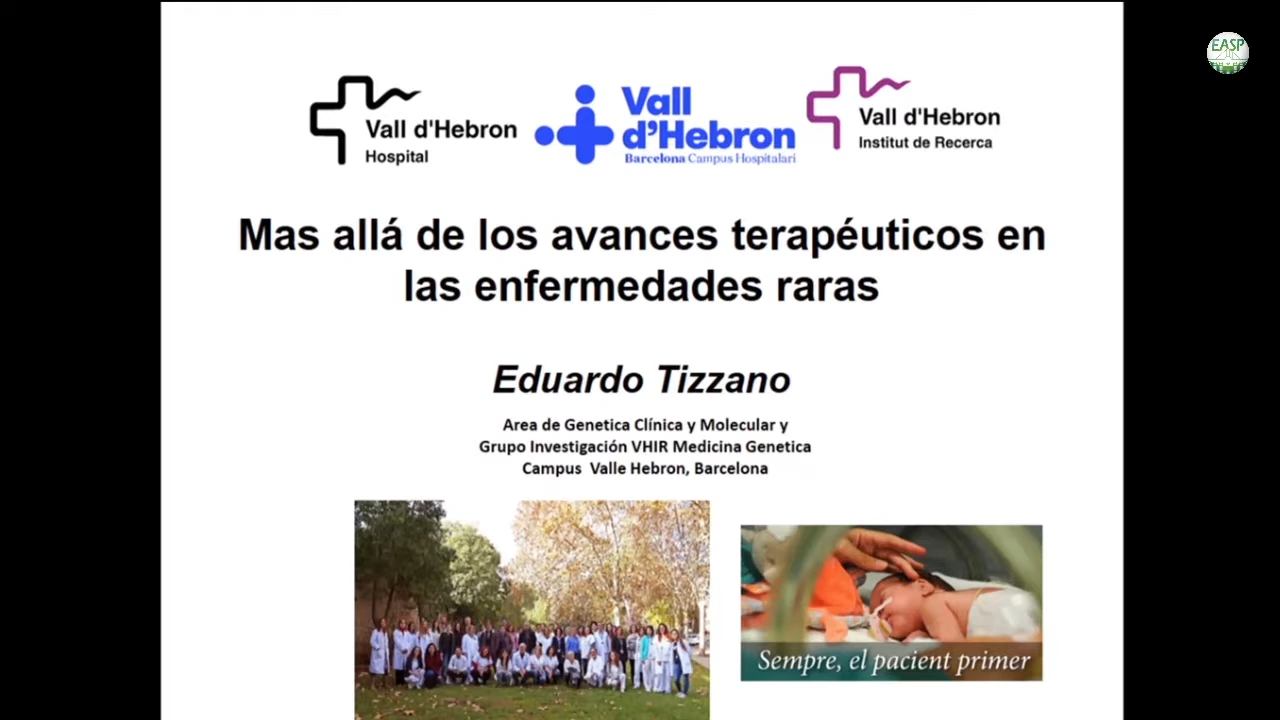 EASP
Vall d'Hebron
Hospital
Vall
d'Hebron
Barcelona Campus Hospitalari
Vall d'Hebron
Institut de Recerca
Mas allá de los avances terapéuticos en
las enfermedades raras
Eduardo Tizzano
Area de Genetica Clínica y Molecular y
Grupo Investigación VHIR Medicina Genetica
Campus Valle Hebron, Barcelona
Sempre, el pacient primer